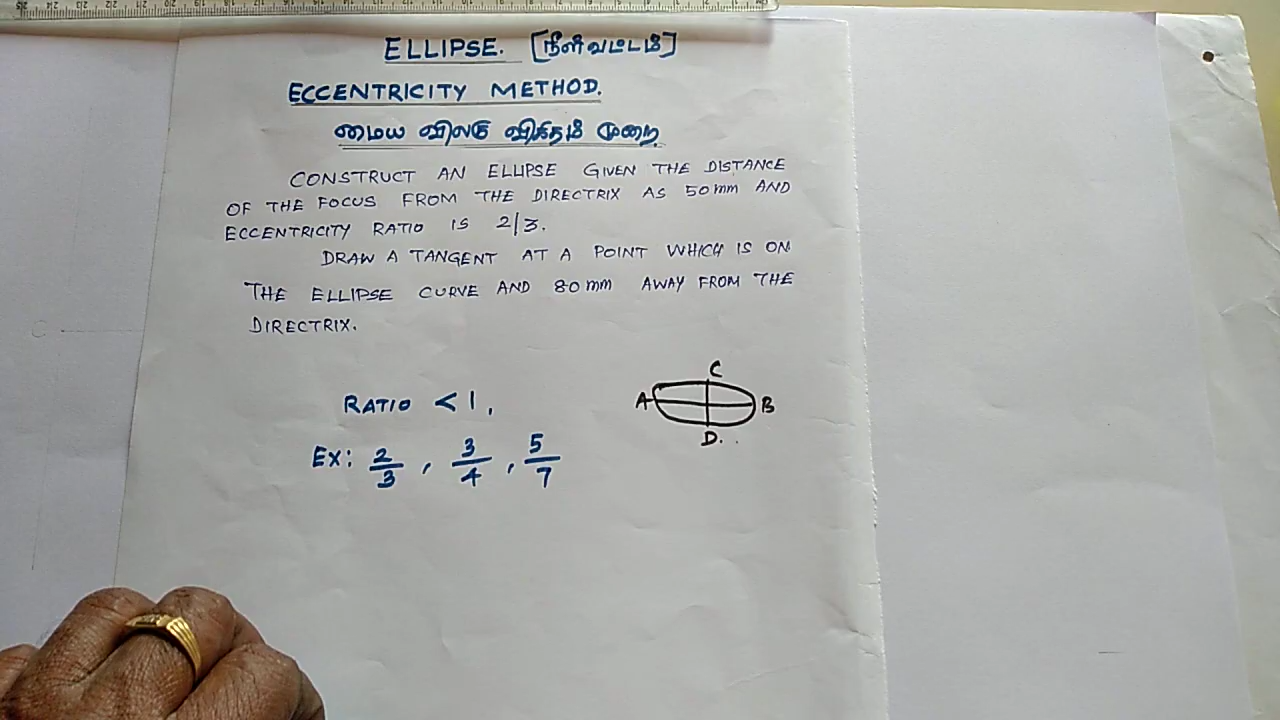 ELLIPSE. [நீள்வட்டம்]
ECCENTRICITY METHOD.
மைய விலகு விகிதம் முறை
CONSTRUCT AN ELLIPSE GIVEN THE DISTANCE
OF THE FOCUS FROM THE DIRECTRIX AS 50mm AND
ECCENTRICITY RATIO IS 2/3.
DRAW A TANGENT AT A POINT WHICH IS ON
THE ELLIPSE CURVE AND 80mm AWAY FROM THE
DIRECTRIX.
RATIO < 1,
EX: 2/3, 3/4, 5/7
C
A B
D..